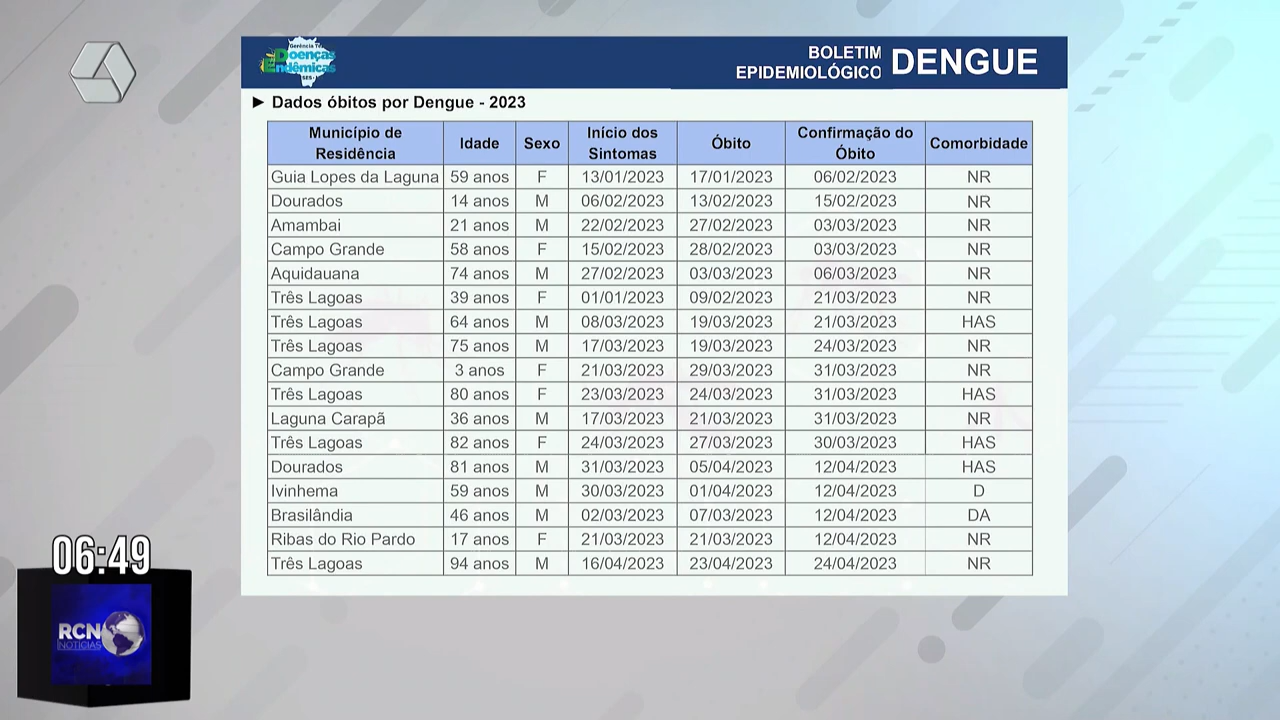 Gerência Té
Doenças
Endêmicas
SES
BOLETIM
EPIDEMIOLÓGICO
DENGUE
► Dados óbitos por Dengue - 2023
Município de Residência Idade Sexo Início dos Sintomas Óbito Confirmação do Óbito Comorbidade
Guia Lopes da Laguna 59 anos F 13/01/2023 17/01/2023 06/02/2023 NR
Dourados 14 anos M 06/02/2023 13/02/2023 15/02/2023 NR
Amambai 21 anos M 22/02/2023 27/02/2023 03/03/2023 NR
Campo Grande 58 anos F 15/02/2023 28/02/2023 03/03/2023 NR
Aquidauana 74 anos M 27/02/2023 03/03/2023 06/03/2023 NR
Três Lagoas 39 anos F 01/01/2023 09/02/2023 21/03/2023 NR
Três Lagoas 64 anos M 08/03/2023 19/03/2023 21/03/2023 HAS
Três Lagoas 75 anos M 17/03/2023 19/03/2023 24/03/2023 NR
Campo Grande 3 anos F 21/03/2023 29/03/2023 31/03/2023 NR
Três Lagoas 80 anos F 23/03/2023 24/03/2023 31/03/2023 HAS
Laguna Carapã 36 anos M 17/03/2023 21/03/2023 31/03/2023 NR
Três Lagoas 82 anos F 24/03/2023 27/03/2023 30/03/2023 HAS
Dourados 81 anos M 31/03/2023 05/04/2023 12/04/2023 HAS
Ivinhema 59 anos M 30/03/2023 01/04/2023 12/04/2023 D
Brasilândia 46 anos M 02/03/2023 07/03/2023 12/04/2023 DA
Ribas do Rio Pardo 17 anos F 21/03/2023 21/03/2023 12/04/2023 NR
Três Lagoas 94 anos M 16/04/2023 23/04/2023 24/04/2023 NR
06:49
RCN
NOTÍCIAS